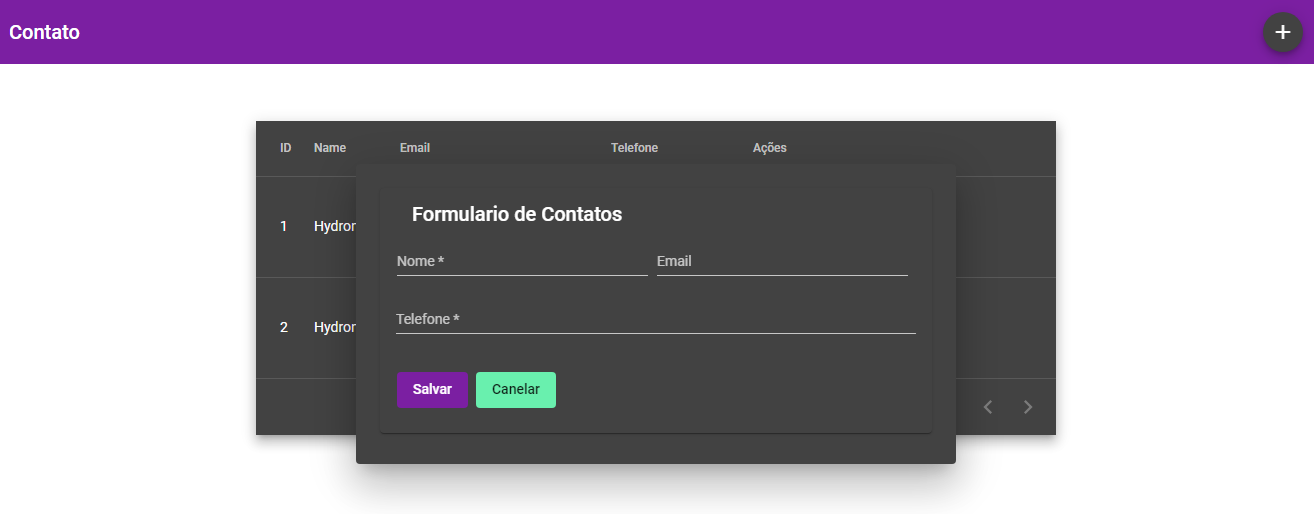 Contato
+
ID Name Email Telefone Ações
1 Hydror
2 Hydror
Formulario de Contatos
Nome * Email
Telefone *
Salvar Canelar